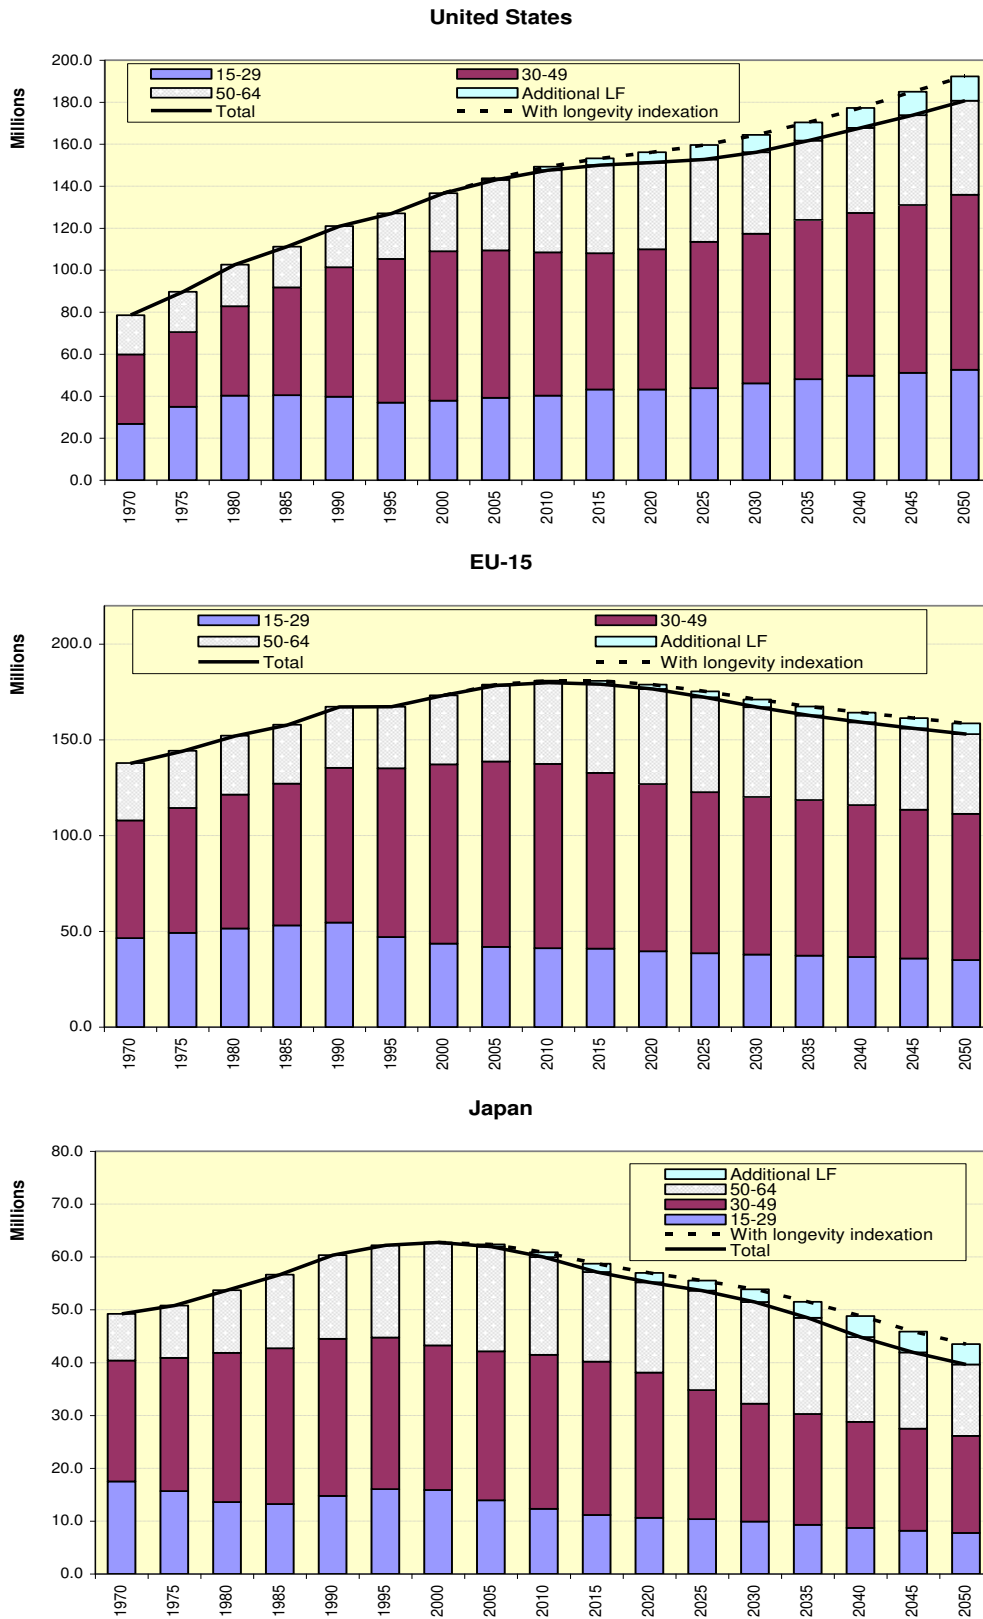 United States
Millions
200.0
180.0
160.0
140.0
120.0
100.0
80.0
60.0
40.0
20.0
0.0
15-29 30-49
50-64 Additional LF
Total With longevity indexation
1970 1975 1980 1985 1990 1995 2000 2005 2010 2015 2020 2025 2030 2035 2040 2045 2050
EU-15
Millions
200.0
150.0
100.0
50.0
0.0
15-29 30-49
50-64 Additional LF
Total With longevity indexation
1970 1975 1980 1985 1990 1995 2000 2005 2010 2015 2020 2025 2030 2035 2040 2045 2050
Japan
Millions
80.0
70.0
60.0
50.0
40.0
30.0
20.0
10.0
0.0
Additional LF
50-64
30-49
15-29
With longevity indexation
Total
1970 1975 1980 1985 1990 1995 2000 2005 2010 2015 2020 2025 2030 2035 2040 2045 2050